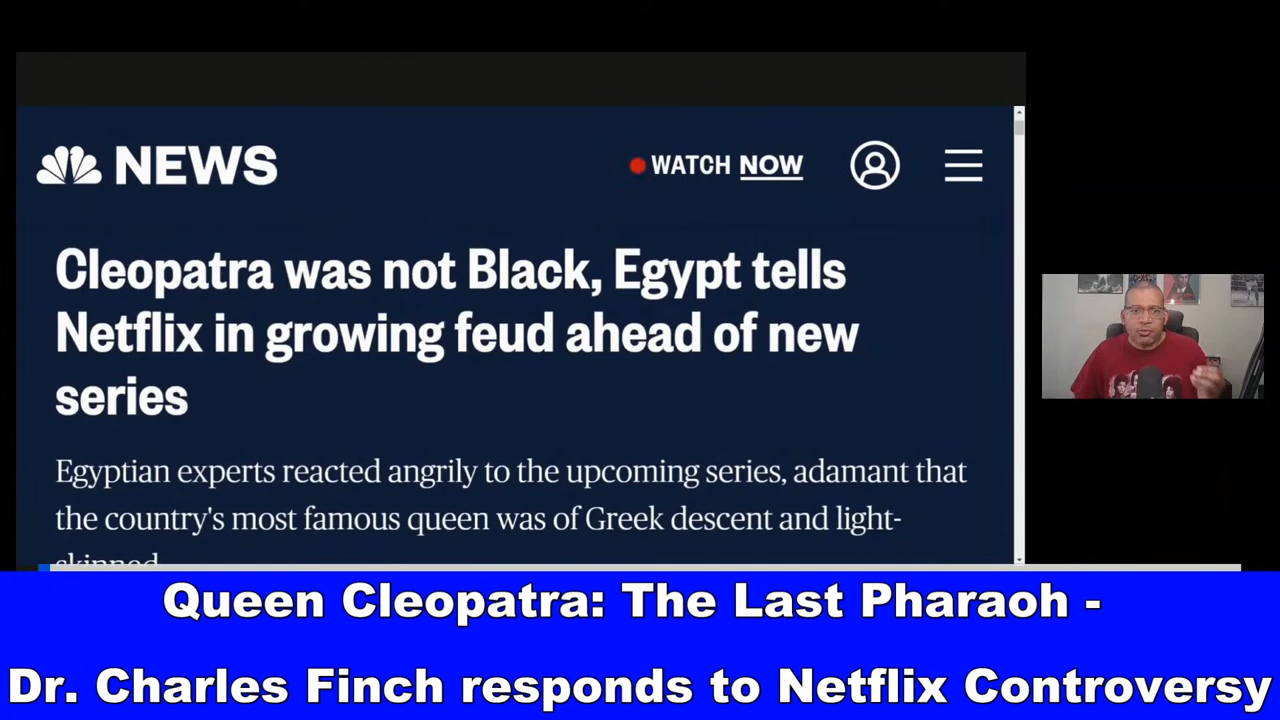 NEWS
WATCH NOW
Cleopatra was not Black, Egypt tells
Netflix in growing feud ahead of new
series
Egyptian experts reacted angrily to the upcoming series, adamant that
the country's most famous queen was of Greek descent and light-
skinned
Queen Cleopatra: The Last Pharaoh -
Dr. Charles Finch responds to Netflix Controversy